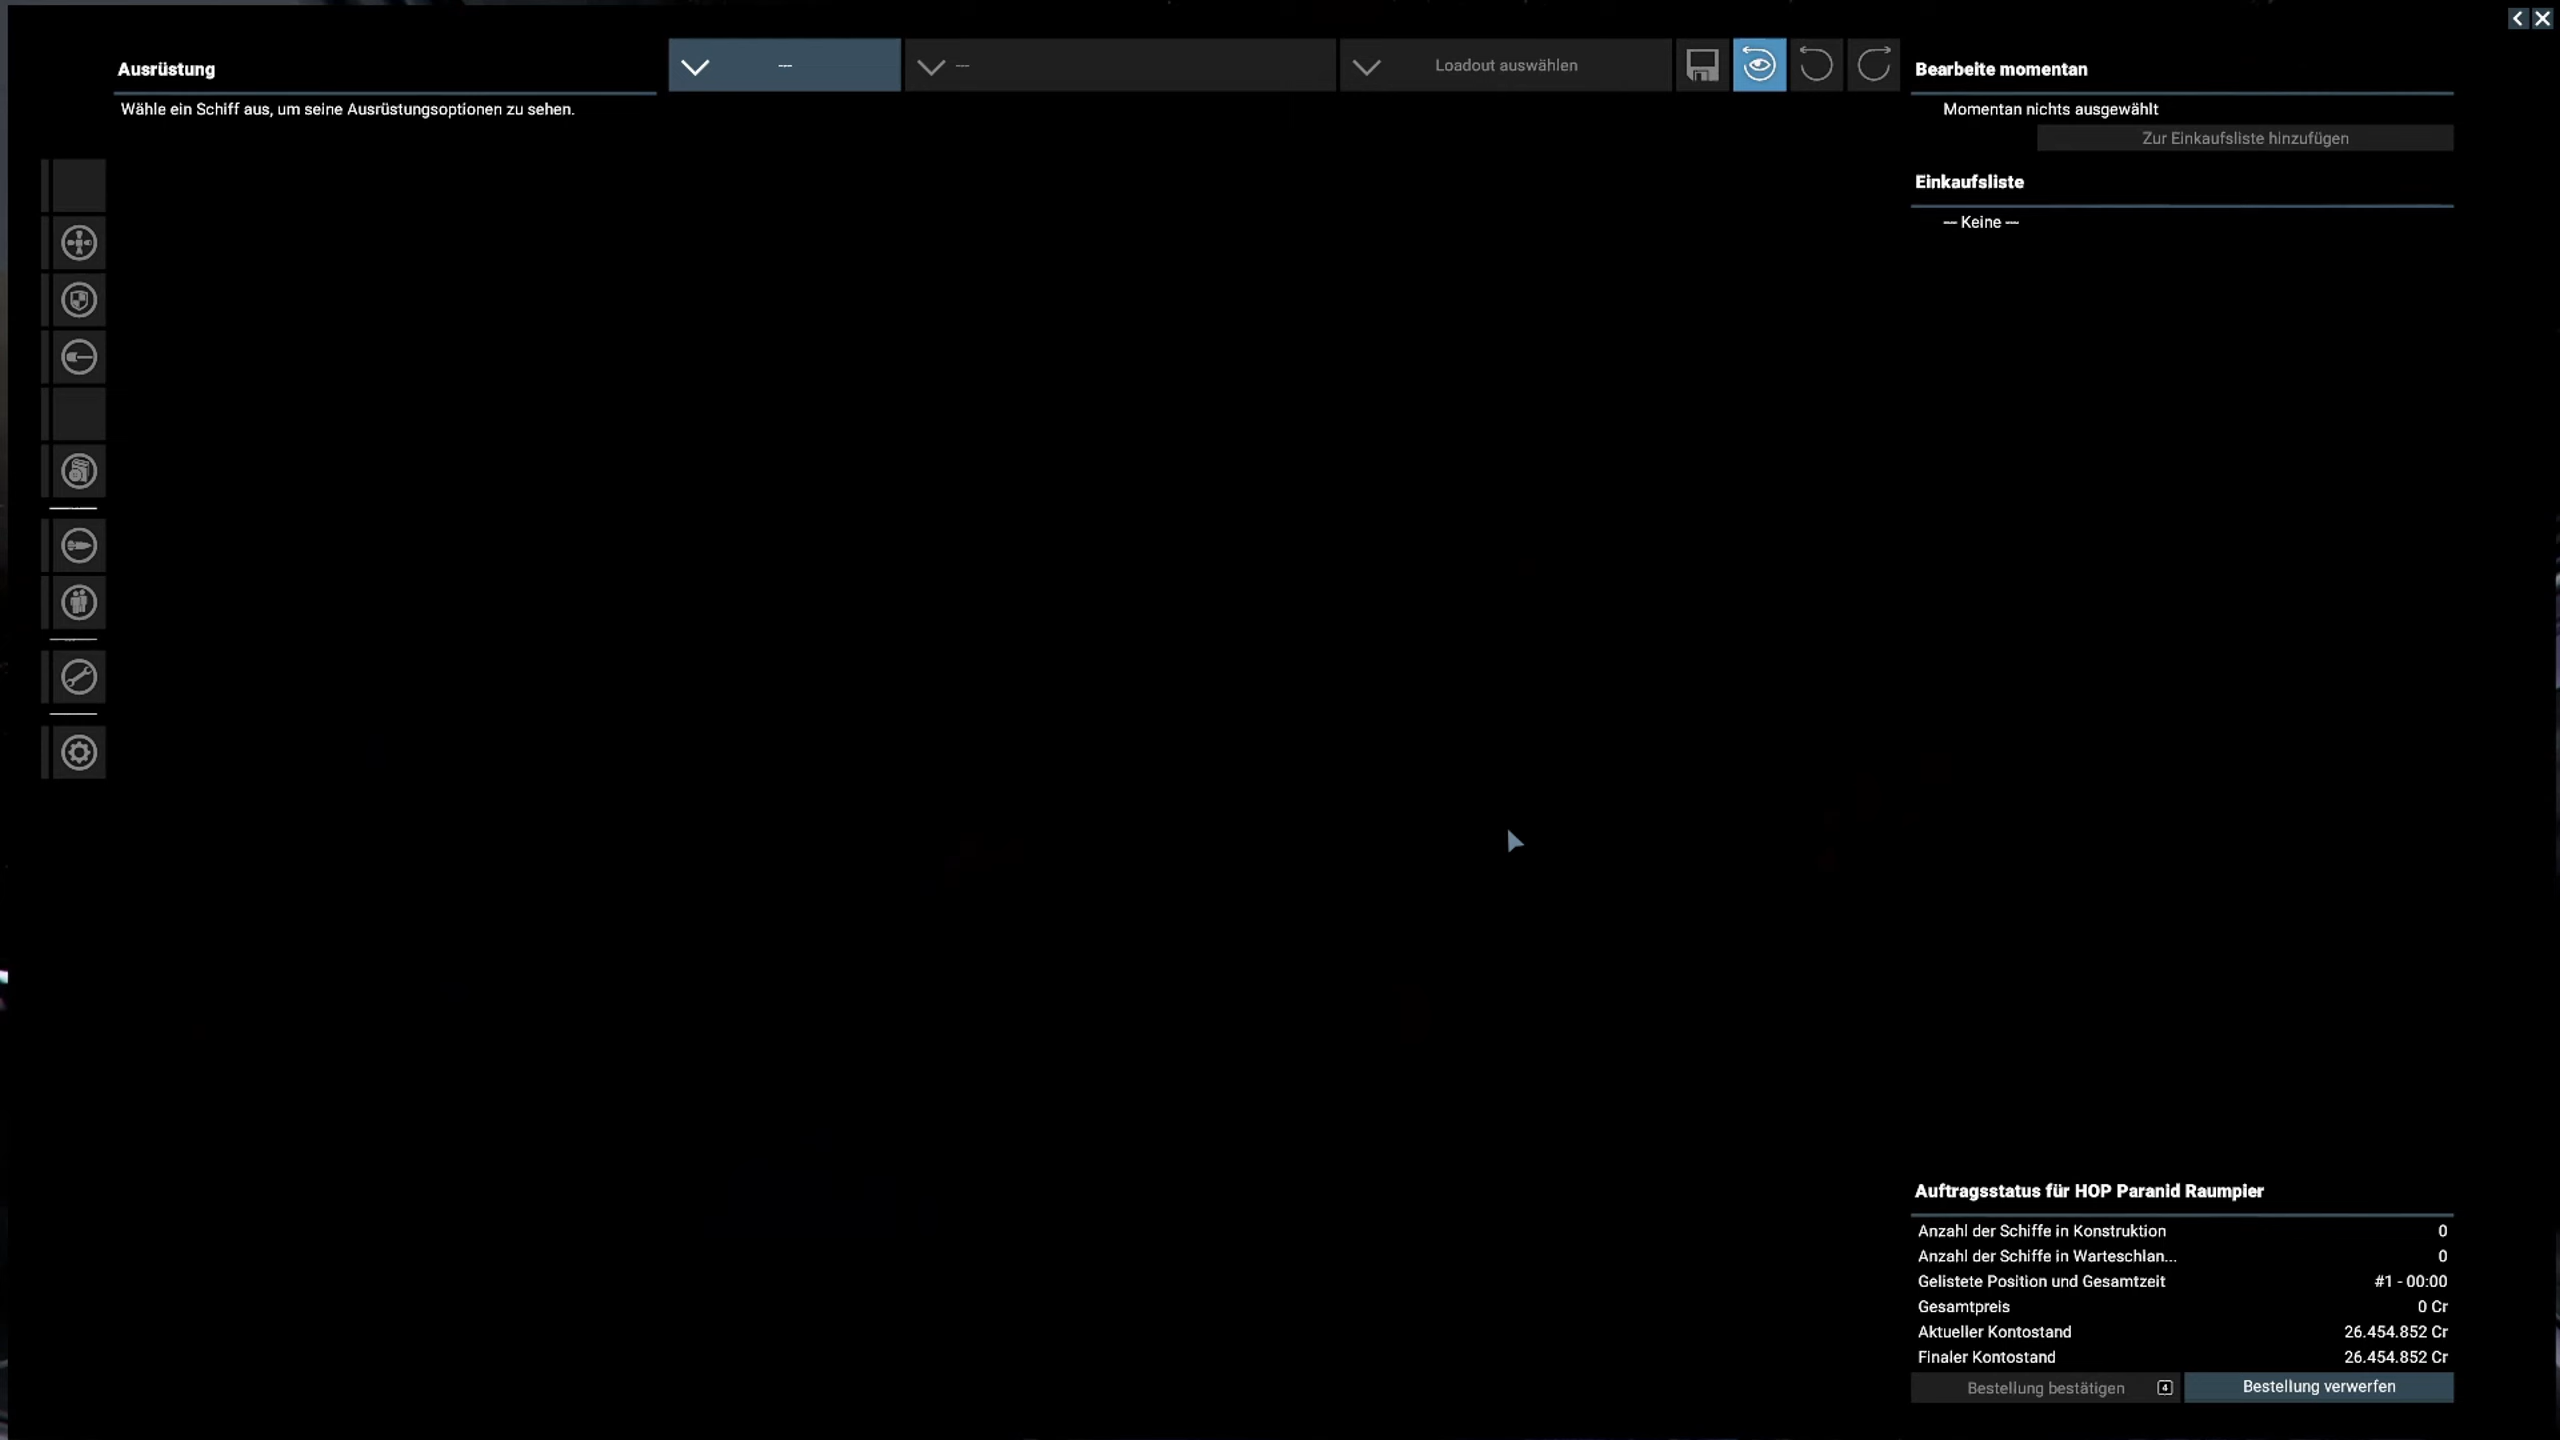 Ausrüstung
Wähle ein Schiff aus, um seine Ausrüstungsoptionen zu sehen.
---
---
Loadout auswählen
Bearbeite momentan
Momentan nichts ausgewählt
Zur Einkaufsliste hinzufügen
Einkaufsliste
--- Keine ---
Auftragsstatus für HOP Paranid Raumpier
Anzahl der Schiffe in Konstruktion 0
Anzahl der Schiffe in Warteschlan... 0
Gelistete Position und Gesamtzeit #1 - 00:00
Gesamtpreis 0 Cr
Aktueller Kontostand 26.454.852 Cr
Finaler Kontostand 26.454.852 Cr
Bestellung bestätigen 4 Bestellung verwerfen